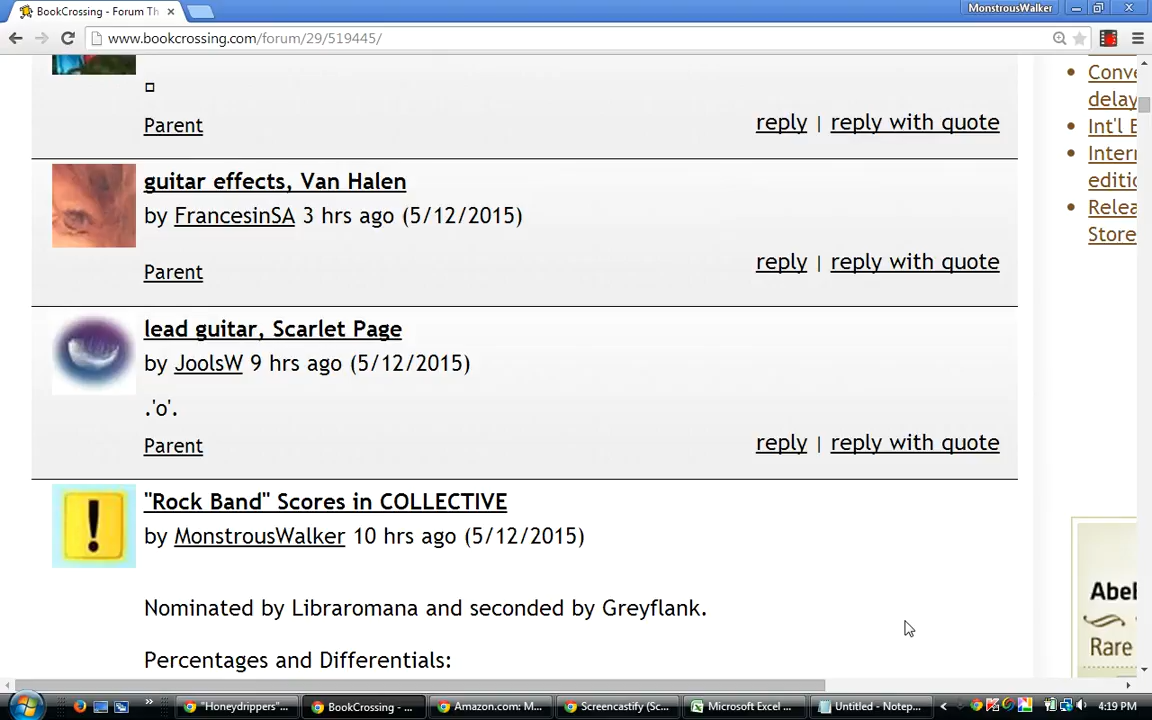 BookCrossing - Forum Th
MonstrousWalker
www.bookcrossing.com/forum/29/519445/
Parent
reply | reply with quote
guitar effects, Van Halen
by FrancesinSA 3 hrs ago (5/12/2015)
Parent
reply | reply with quote
lead guitar, Scarlet Page
by JoolsW 9 hrs ago (5/12/2015)
.'o'.
Parent
reply | reply with quote
"Rock Band" Scores in COLLECTIVE
by MonstrousWalker 10 hrs ago (5/12/2015)
Nominated by Libraromana and seconded by Greyflank.
Percentages and Differentials:
Conve
delay
Int'l E
Intern
editio
Relea
Store
Abel
Rare
"Honeydrippers"...
BookCrossing - ...
Amazon.com: M...
Screencastify (Sc...
Microsoft Excel ...
Untitled - Notep...
4:19 PM